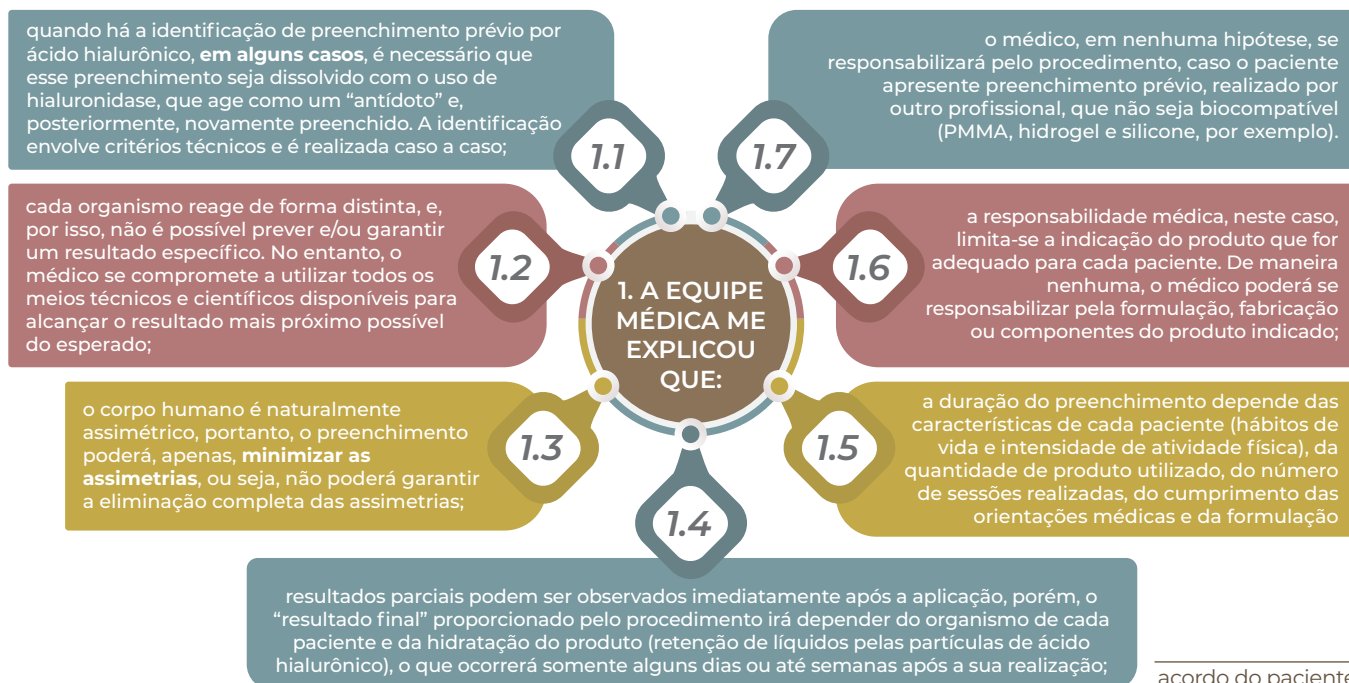 1. A EQUIPE
MÉDICA ME
EXPLICOU
QUE:
1.1
quando há a identificação de preenchimento prévio por
ácido hialurônico, em alguns casos, é necessário que
esse preenchimento seja dissolvido com o uso de
hialuronidase, que age como um “antídoto” e,
posteriormente, novamente preenchido. A identificação
envolve critérios técnicos e é realizada caso a caso;
1.2
cada organismo reage de forma distinta, e,
por isso, não é possível prever e/ou garantir
um resultado específico. No entanto, o
médico se compromete a utilizar todos os
meios técnicos e científicos disponíveis para
alcançar o resultado mais próximo possível
do esperado;
1.3
o corpo humano é naturalmente
assimétrico, portanto, o preenchimento
poderá, apenas, minimizar as
assimetrias, ou seja, não poderá garantir
a eliminação completa das assimetrias;
1.4
resultados parciais podem ser observados imediatamente após a aplicação, porém, o
“resultado final” proporcionado pelo procedimento irá depender do organismo de cada
paciente e da hidratação do produto (retenção de líquidos pelas partículas de ácido
hialurônico), o que ocorrerá somente alguns dias ou até semanas após a sua realização;
1.5
a duração do preenchimento depende das
características de cada paciente (hábitos de
vida e intensidade de atividade física), da
quantidade de produto utilizado, do número
de sessões realizadas, do cumprimento das
orientações médicas e da formulação
1.6
a responsabilidade médica, neste caso,
limita-se a indicação do produto que for
adequado para cada paciente. De maneira
nenhuma, o médico poderá se
responsabilizar pela formulação, fabricação
ou componentes do produto indicado;
1.7
o médico, em nenhuma hipótese, se
responsabilizará pelo procedimento, caso o paciente
apresente preenchimento prévio, realizado por
outro profissional, que não seja biocompatível
(PMMA, hidrogel e silicone, por exemplo).
acordo do paciente